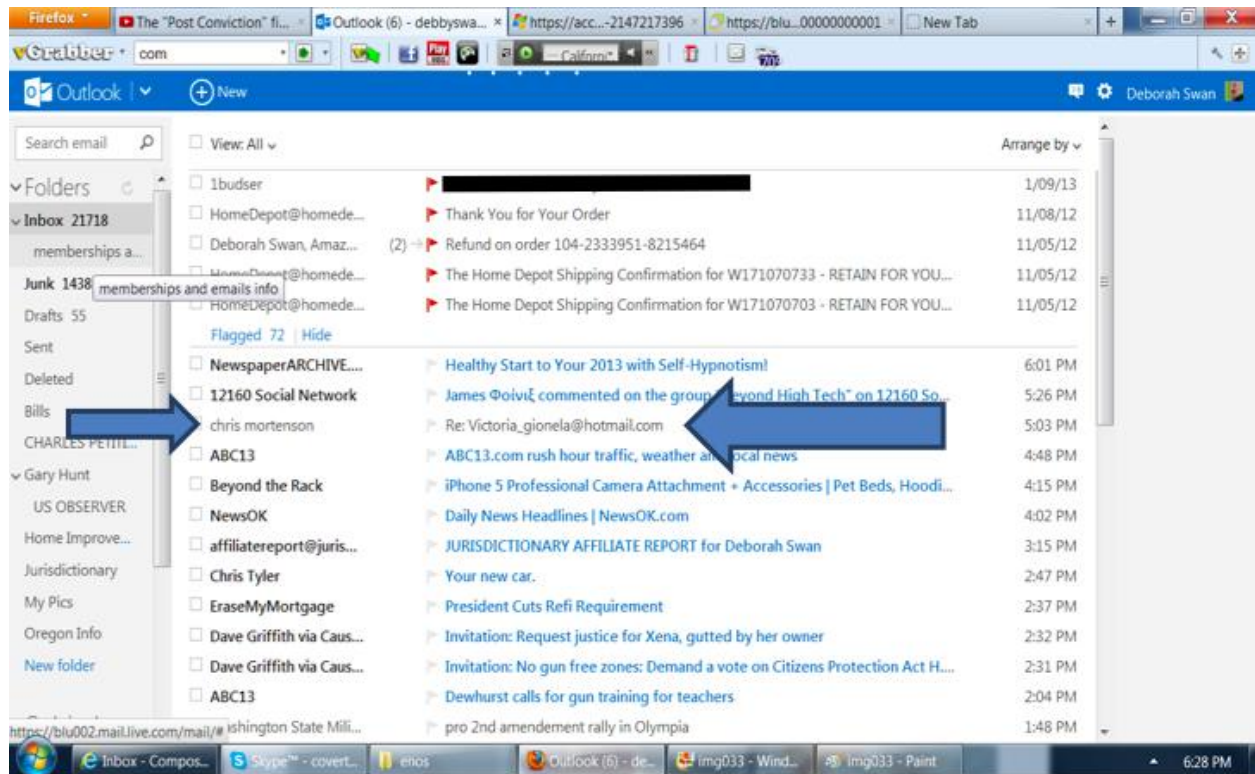 Firefox
The "Post Conviction" fi...
Outlook (6) - debbyswa...
https://acc...-2147217396
https://blu...00000000001
New Tab
com
Outlook
New
Deborah Swan
Search email
View: All
Arrange by
Folders
1budser 1/09/13
Inbox 21718
HomeDepot@homede... Thank You for Your Order 11/08/12
memberships a...
Deborah Swan, Amaz... (2) Refund on order 104-2333951-8215464 11/05/12
Junk 1438
HomeDepot@homede... The Home Depot Shipping Confirmation for W171070733 - RETAIN FOR YOU... 11/05/12
memberships and emails info
Drafts 55
HomeDepot@homede... The Home Depot Shipping Confirmation for W171070703 - RETAIN FOR YOU... 11/05/12
Sent
Flagged 72 Hide
Deleted
NewspaperARCHIVE.... Healthy Start to Your 2013 with Self-Hypnotism! 6:01 PM
Bills
12160 Social Network James Φοίνιξ commented on the group "Beyond High Tech" on 12160 So... 5:26 PM
chris mortenson Re: Victoria_gionela@hotmail.com 5:03 PM
CHARLES PETIT...
ABC13 ABC13.com rush hour traffic, weather and local news 4:48 PM
Gary Hunt
Beyond the Rack iPhone 5 Professional Camera Attachment + Accessories | Pet Beds, Hoodi... 4:15 PM
US OBSERVER
NewsOK Daily News Headlines | NewsOK.com 4:02 PM
Home Improve...
affiliatereport@juris... JURISDICTIONARY AFFILIATE REPORT for Deborah Swan 3:15 PM
Jurisdictionary
Chris Tyler Your new car. 2:47 PM
My Pics
EraseMyMortgage President Cuts Refi Requirement 2:37 PM
Oregon Info
Dave Griffith via Caus... Invitation: Request justice for Xena, gutted by her owner 2:32 PM
New folder
Dave Griffith via Caus... Invitation: No gun free zones: Demand a vote on Citizens Protection Act H.... 2:31 PM
ABC13 Dewhurst calls for gun training for teachers 2:04 PM
https://blu002.mail.live.com/mail/#
shington State Mili... pro 2nd amendement rally in Olympia 1:48 PM
Inbox - Compos...
Skype™ - covert...
enos
Outlook (6) - de...
img033 - Wind...
img033 - Paint
6:28 PM